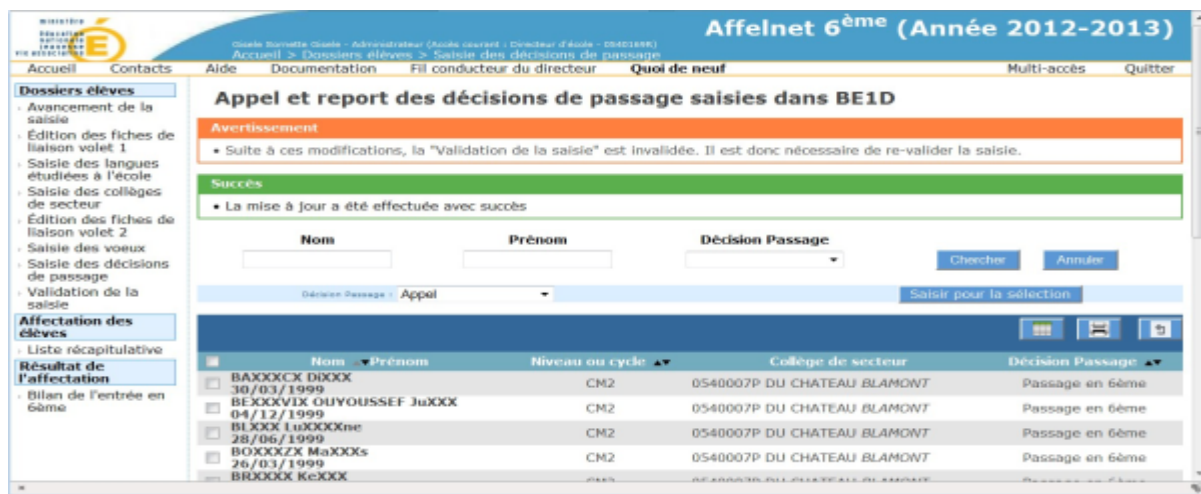 ministère
éducation
nationale
jeunesse
vie associative
Affelnet 6ème (Année 2012-2013)
Accueil > Dossiers élèves > Saisie des décisions de passage
Accueil Contacts Aide Documentation Fil conducteur du directeur Quoi de neuf Multi-accès Quitter
Dossiers élèves
Avancement de la
saisie
Édition des fiches de
liaison volet 1
Saisie des langues
étudiées à l'école
Saisie des collèges
de secteur
Édition des fiches de
liaison volet 2
Saisie des voeux
Saisie des décisions
de passage
Validation de la
saisie
Affectation des
élèves
Liste récapitulative
Résultat de
l'affectation
Bilan de l'entrée en
6ème
Appel et report des décisions de passage saisies dans BE1D
Avertissement
• Suite à ces modifications, la "Validation de la saisie" est invalidée. Il est donc nécessaire de re-valider la saisie.
Succès
• La mise à jour a été effectuée avec succès
Nom Prénom Décision Passage
Chercher Annuler
Décision Passage : Appel Saisir pour la sélection
Nom Prénom Niveau ou cycle Collège de secteur Décision Passage
BAXXXCX DiXXX
30/03/1999 CM2 0540007P DU CHATEAU BLAMONT Passage en 6ème
BEXXXVIX OUYOUSSEF JuXXX
04/12/1999 CM2 0540007P DU CHATEAU BLAMONT Passage en 6ème
BLXXX LuXXXXne
28/06/1999 CM2 0540007P DU CHATEAU BLAMONT Passage en 6ème
BOXXXZX MaXXXs
26/03/1999 CM2 0540007P DU CHATEAU BLAMONT Passage en 6ème
BRXXXX KeXXX